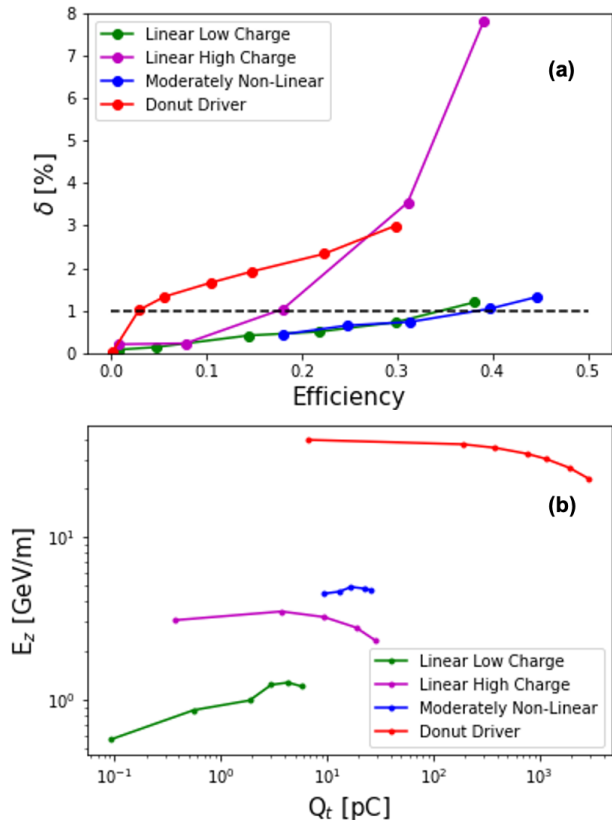 8
7
6
5
4
3
2
1
0
δ [%]
Linear Low Charge
Linear High Charge
Moderately Non-Linear
Donut Driver
(a)
0.0 0.1 0.2 0.3 0.4 0.5
Efficiency
10¹
10⁰
E_z [GeV/m]
(b)
Linear Low Charge
Linear High Charge
Moderately Non-Linear
Donut Driver
10⁻¹ 10⁰ 10¹ 10² 10³
Q_t [pC]